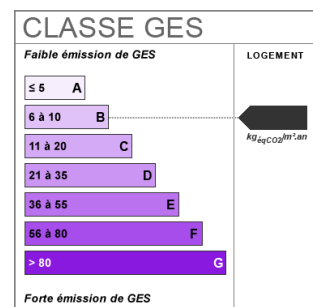 CLASSE GES
Faible émission de GES
LOGEMENT
≤ 5 A
6 à 10 B
11 à 20 C
kgéqCO2/m².an
21 à 35 D
36 à 55 E
56 à 80 F
> 80 G
Forte émission de GES